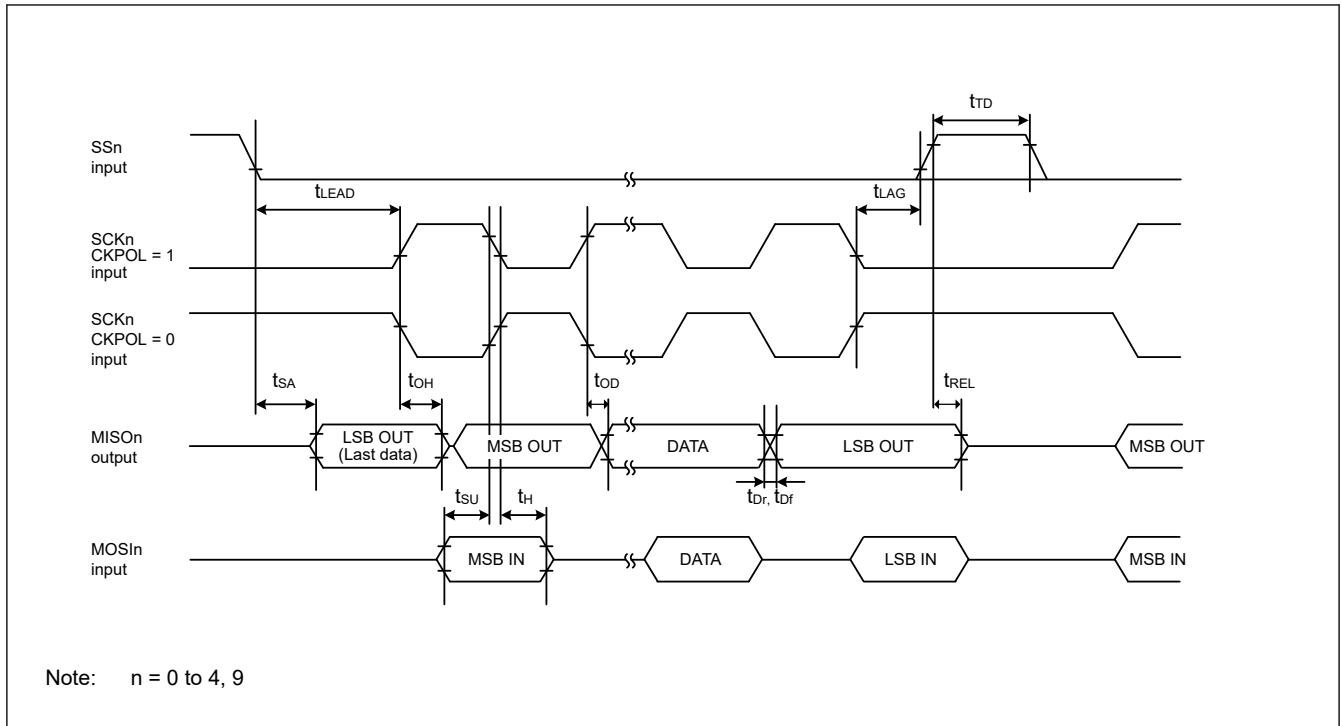 tTD
SSn
input
tLEAD
tLAG
SCKn
CKPOL = 1
input
SCKn
CKPOL = 0
input
tSA
tOH
tOD
tREL
MISOn
output
LSB OUT
(Last data)
MSB OUT
DATA
LSB OUT
MSB OUT
tSU
tH
tDr, tDf
MOSIn
input
MSB IN
DATA
LSB IN
MSB IN
Note: n = 0 to 4, 9